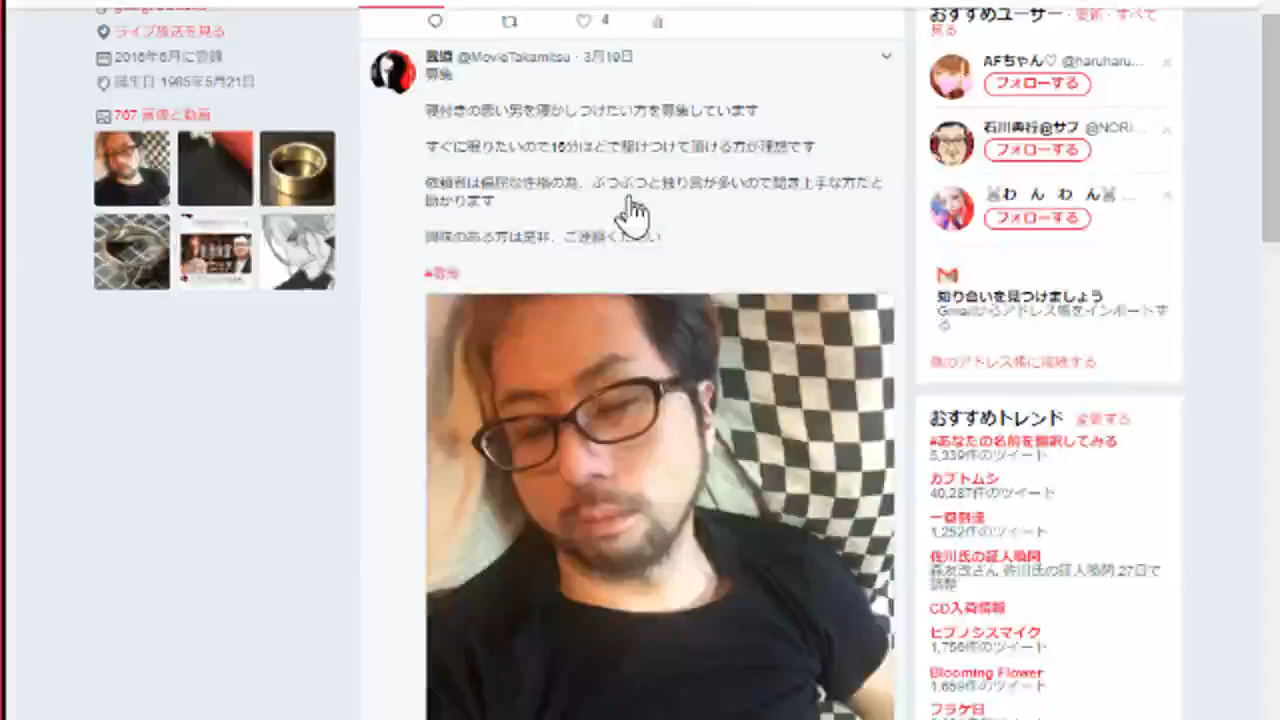 ライブ放送を見る
2016年6月に登録
誕生日 1985年5月21日
767 画像と動画
4
@MovieTakamitsu · 3月19日
募集
寝付きの悪い男を寝かしつけたい方を募集しています
すぐに眠りたいので15分ほどで駆けつけて頂ける方が理想です
依頼者は偏屈な性格の為、ぶつぶつと独り言が多いので聞き上手な方だと
助かります
興味のある方は是非、ご連絡ください
おすすめユーザー · 更新 · すべて
見る
AFちゃん♡ @haruharu...
フォローする
石川典行@サブ @NORI...
フォローする
わ ん わ ん ...
フォローする
知り合いを見つけましょう
Gmailからアドレス帳をインポートす
る
他のアドレス帳に接続する
おすすめトレンド 変更する
#あなたの名前を翻訳してみる
5,339件のツイート
カブトムシ
40,287件のツイート
1,252件のツイート
佐川氏の証人喚問
森友改ざん 佐川氏の証人喚問 27日で
調整
CD入荷情報
ヒプノシスマイク
1,756件のツイート
Blooming Flower
1,659件のツイート
フラゲ日